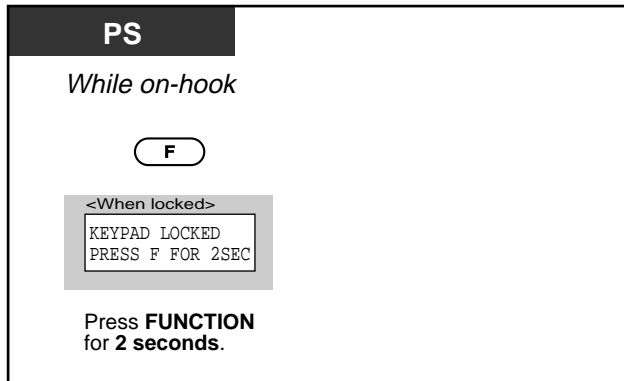 PS
While on-hook
F
<When locked>
KEYPAD LOCKED
PRESS F FOR 2SEC
Press FUNCTION
for 2 seconds.